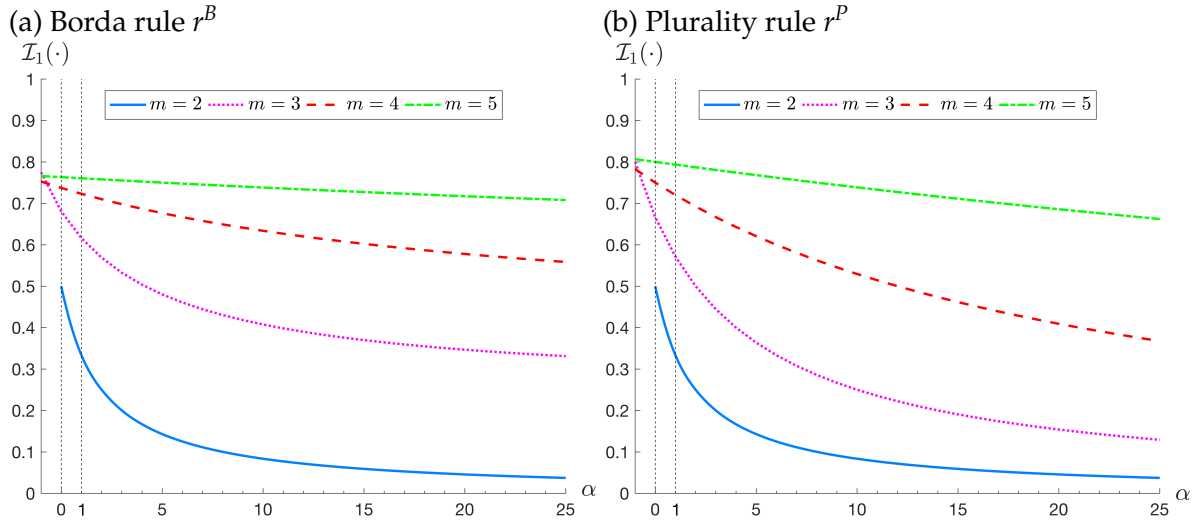 (a) Borda rule r^B
I₁(·)
1
0.9
0.8
0.7
0.6
0.5
0.4
0.3
0.2
0.1
0
m = 2 m = 3 m = 4 m = 5
0 1 5 10 15 20 25 α
(b) Plurality rule r^P
I₁(·)
1
0.9
0.8
0.7
0.6
0.5
0.4
0.3
0.2
0.1
0
m = 2 m = 3 m = 4 m = 5
0 1 5 10 15 20 25 α